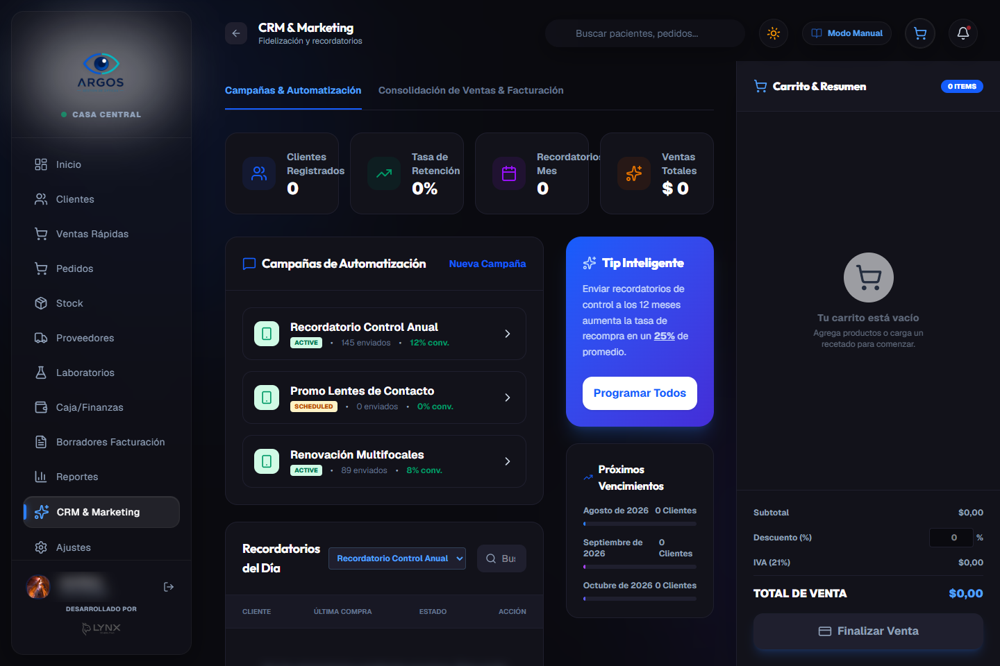 ARGOS
CASA CENTRAL
Inicio
Clientes
Ventas Rápidas
Pedidos
Stock
Proveedores
Laboratorios
Caja/Finanzas
Borradores Facturación
Reportes
CRM & Marketing
Ajustes
DESARROLLADO POR
LYNX
CRM & Marketing
Fidelización y recordatorios
Buscar pacientes, pedidos...
Modo Manual
Campañas & Automatización
Consolidación de Ventas & Facturación
Clientes
Registrados
0
Tasa de
Retención
0%
Recordatorios
Mes
0
Ventas
Totales
$ 0
Campañas de Automatización
Nueva Campaña
Recordatorio Control Anual
ACTIVE • 145 enviados • 12% conv.
Promo Lentes de Contacto
SCHEDULED • 0 enviados • 0% conv.
Renovación Multifocales
ACTIVE • 89 enviados • 8% conv.
Recordatorios
del Día
Recordatorio Control Anual
Bus
CLIENTE ÚLTIMA COMPRA ESTADO ACCIÓN
Tip Inteligente
Enviar recordatorios de
control a los 12 meses
aumenta la tasa de
recompra en un 25% de
promedio.
Programar Todos
Próximos
Vencimientos
Agosto de 2026 0 Clientes
Septiembre de
2026
0
Clientes
Octubre de 2026 0 Clientes
Carrito & Resumen
0 ITEMS
Tu carrito está vacío
Agrega productos o carga un
recetado para comenzar.
Subtotal $0,00
Descuento (%) 0 %
IVA (21%) $0,00
TOTAL DE VENTA $0,00
Finalizar Venta